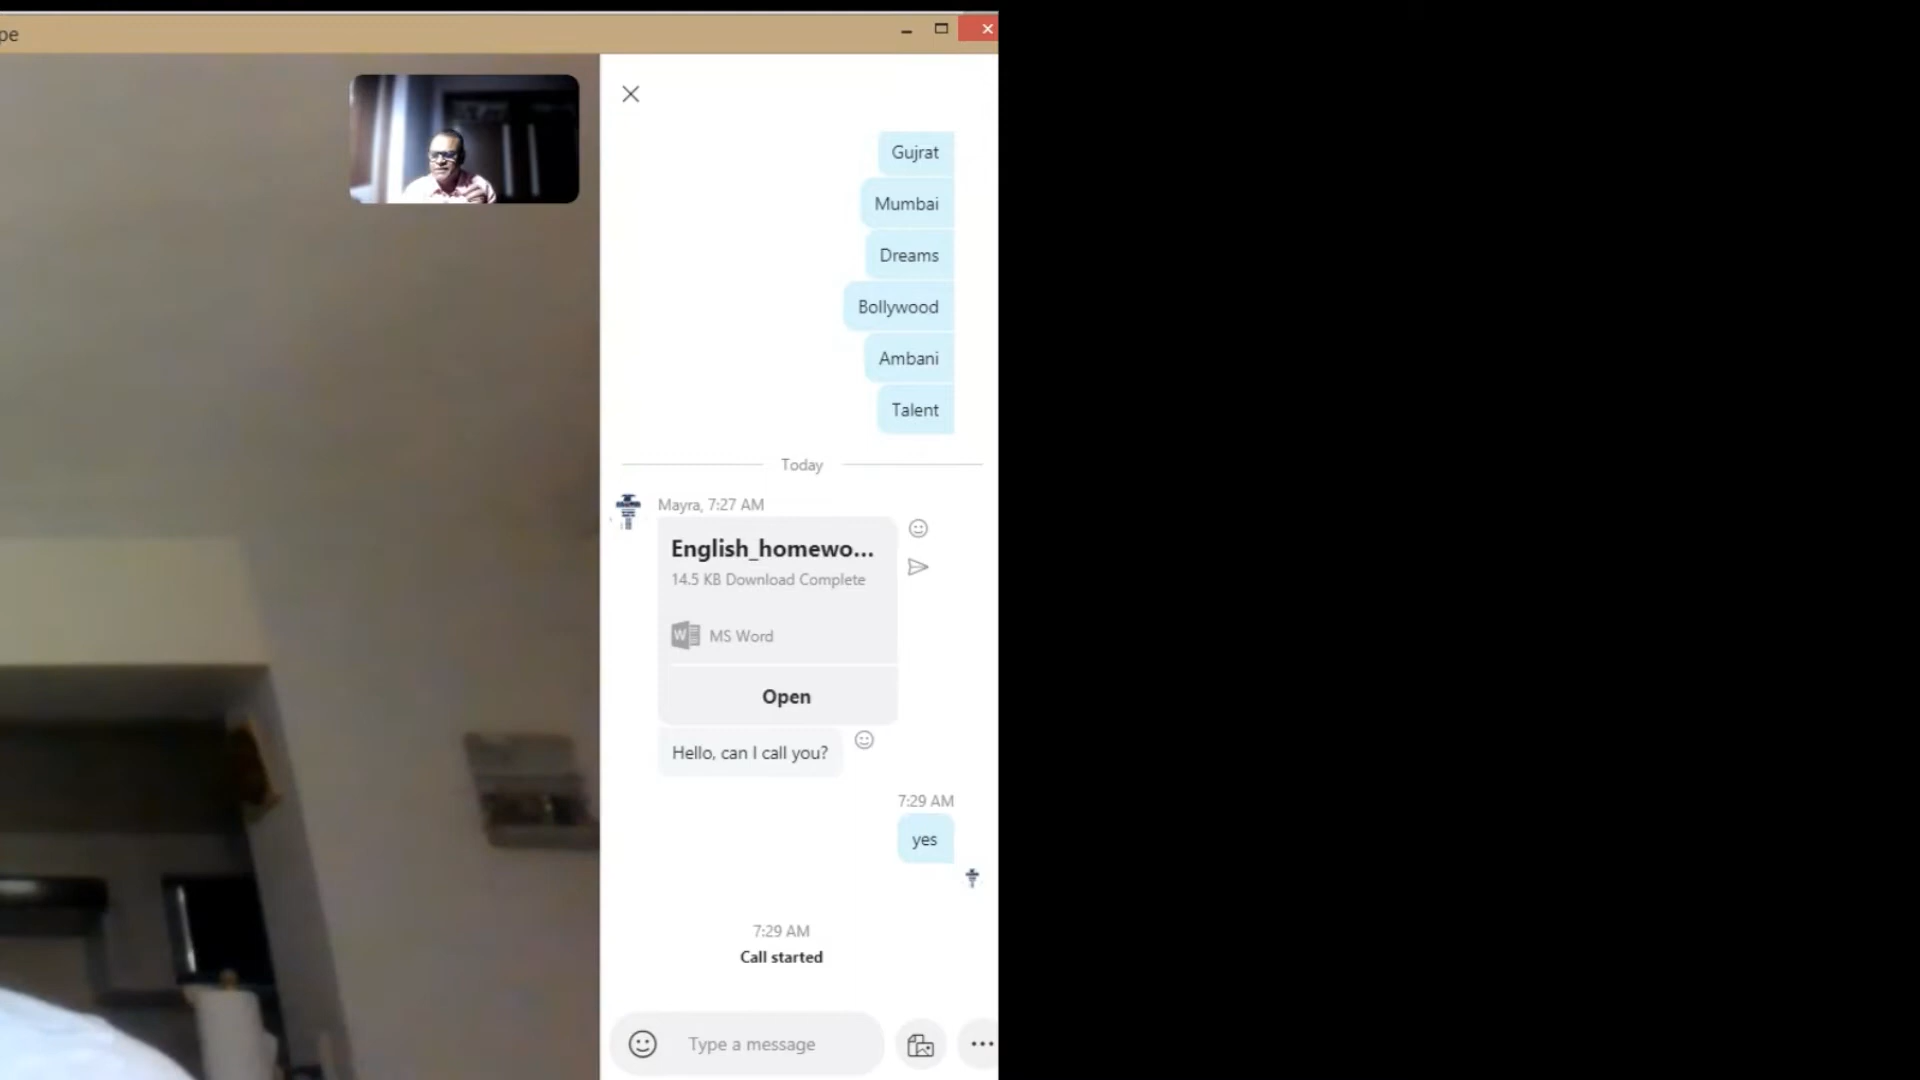 pe
Gujrat
Mumbai
Dreams
Bollywood
Ambani
Talent
Today
Mayra, 7:27 AM
English_homewo...
14.5 KB Download Complete
W MS Word
Open
Hello, can I call you?
7:29 AM
yes
7:29 AM
Call started
Type a message